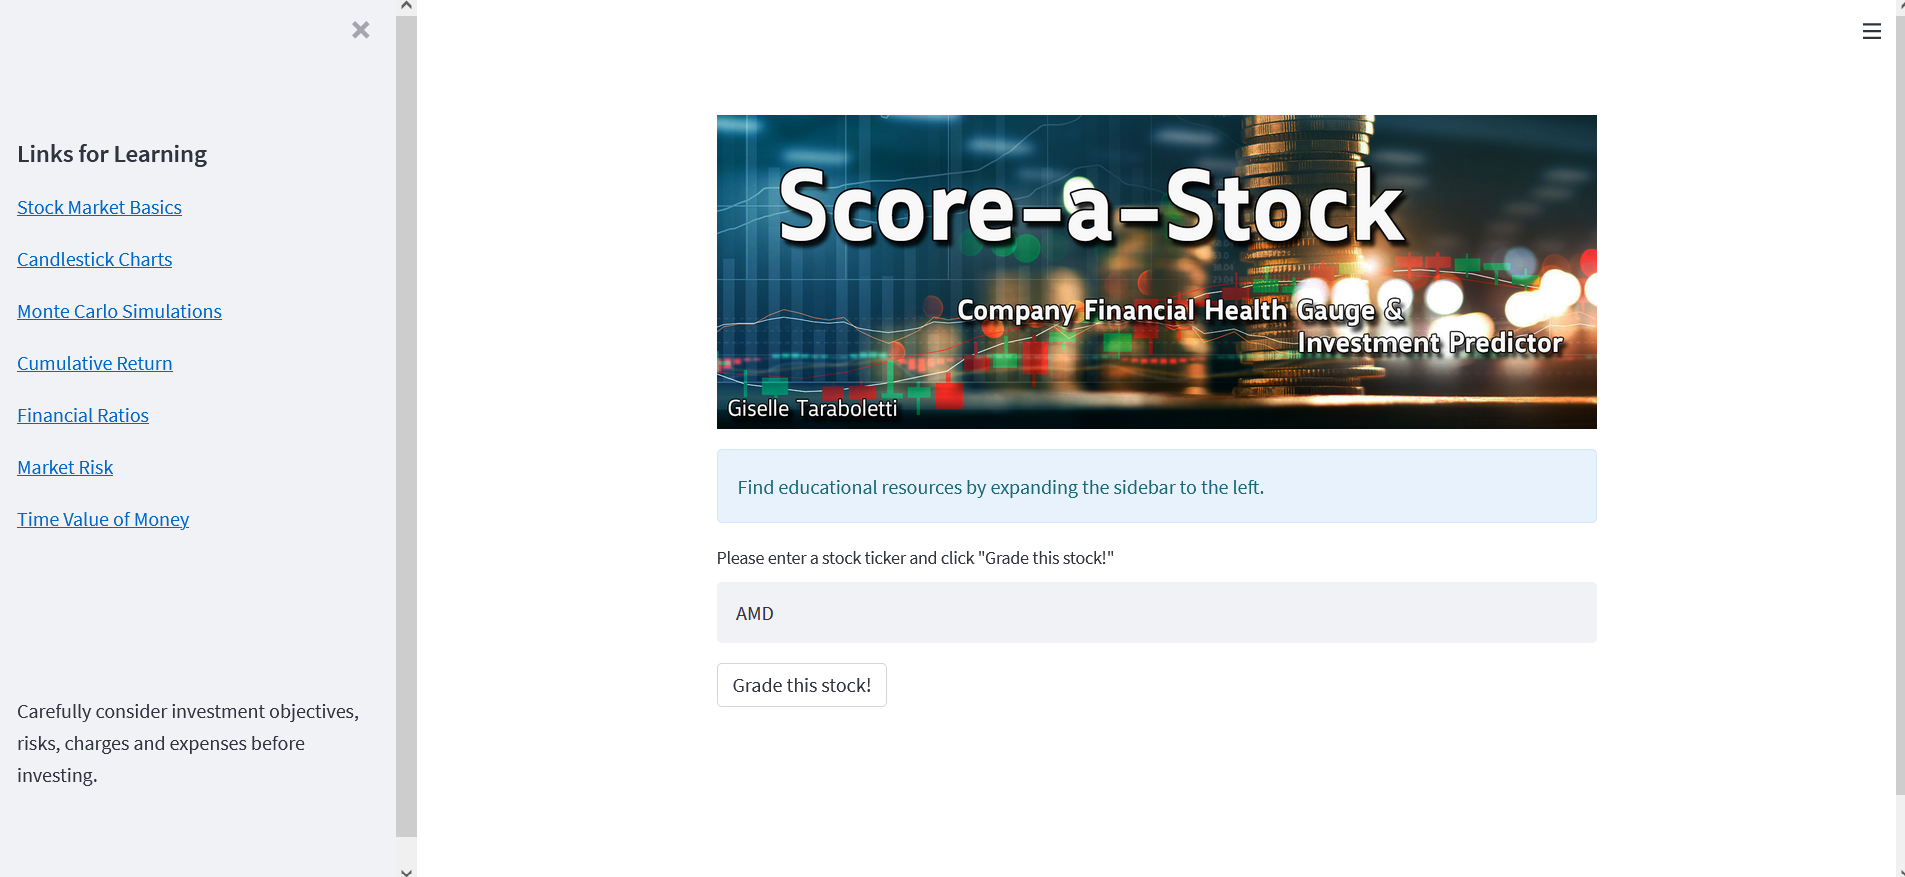 Links for Learning
Stock Market Basics
Candlestick Charts
Monte Carlo Simulations
Cumulative Return
Financial Ratios
Market Risk
Time Value of Money
Carefully consider investment objectives,
risks, charges and expenses before
investing.
Score-a-Stock
Company Financial Health Gauge &
Investment Predictor
Giselle Taraboletti
Find educational resources by expanding the sidebar to the left.
Please enter a stock ticker and click "Grade this stock!"
AMD
Grade this stock!